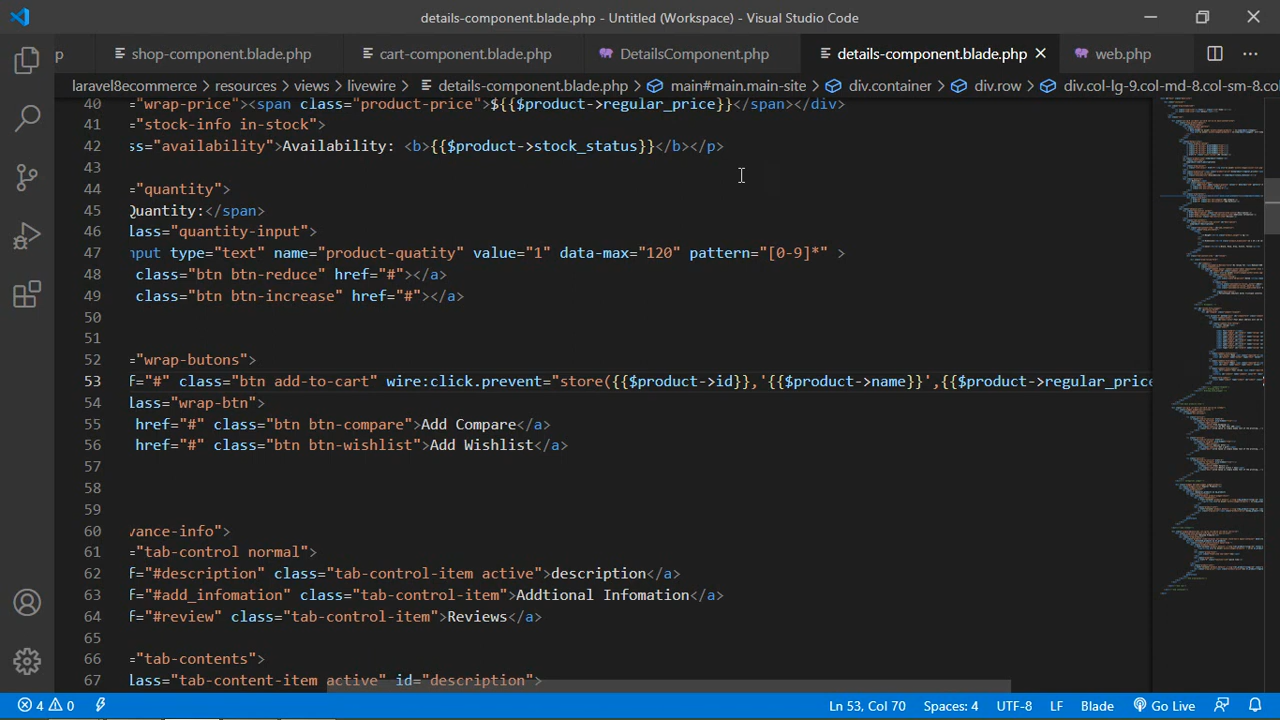 details-component.blade.php - Untitled (Workspace) - Visual Studio Code
p shop-component.blade.php cart-component.blade.php DetailsComponent.php details-component.blade.php web.php
laravel8ecommerce › resources › views › livewire › details-component.blade.php › main#main.main-site › div.container › div.row › div.col-lg-9.col-md-8.col-sm-8.col
40 ="wrap-price"><span class="product-price">${{$product->regular_price}}</span></div>
41 ="stock-info in-stock">
42 ss="availability">Availability: <b>{{$product->stock_status}}</b></p>
43
44 ="quantity">
45 Quantity:</span>
46 lass="quantity-input">
47 nput type="text" name="product-quatity" value="1" data-max="120" pattern="[0-9]*" >
48 class="btn btn-reduce" href="#"></a>
49 class="btn btn-increase" href="#"></a>
50
51
52 ="wrap-butons">
53 f="#" class="btn add-to-cart" wire:click.prevent="store({{$product->id}},'{{$product->name}}',{{$product->regular_price
54 lass="wrap-btn">
55 href="#" class="btn btn-compare">Add Compare</a>
56 href="#" class="btn btn-wishlist">Add Wishlist</a>
57
58
59
60 vance-info">
61 ="tab-control normal">
62 f="#description" class="tab-control-item active">description</a>
63 f="#add_infomation" class="tab-control-item">Addtional Infomation</a>
64 f="#review" class="tab-control-item">Reviews</a>
65
66 ="tab-contents">
67 lass="tab-content-item active" id="description">
4 0 Ln 53, Col 70 Spaces: 4 UTF-8 LF Blade Go Live